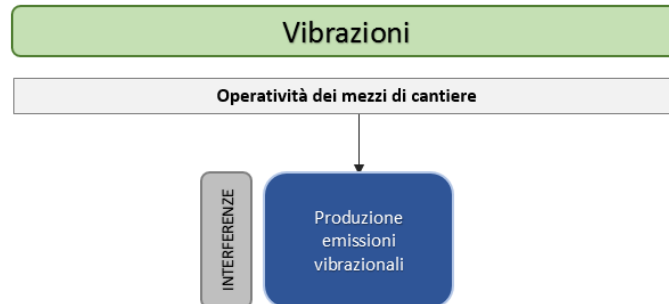 Vibrazioni
Operatività dei mezzi di cantiere
INTERFERENZE
Produzione
emissioni
vibrazionali